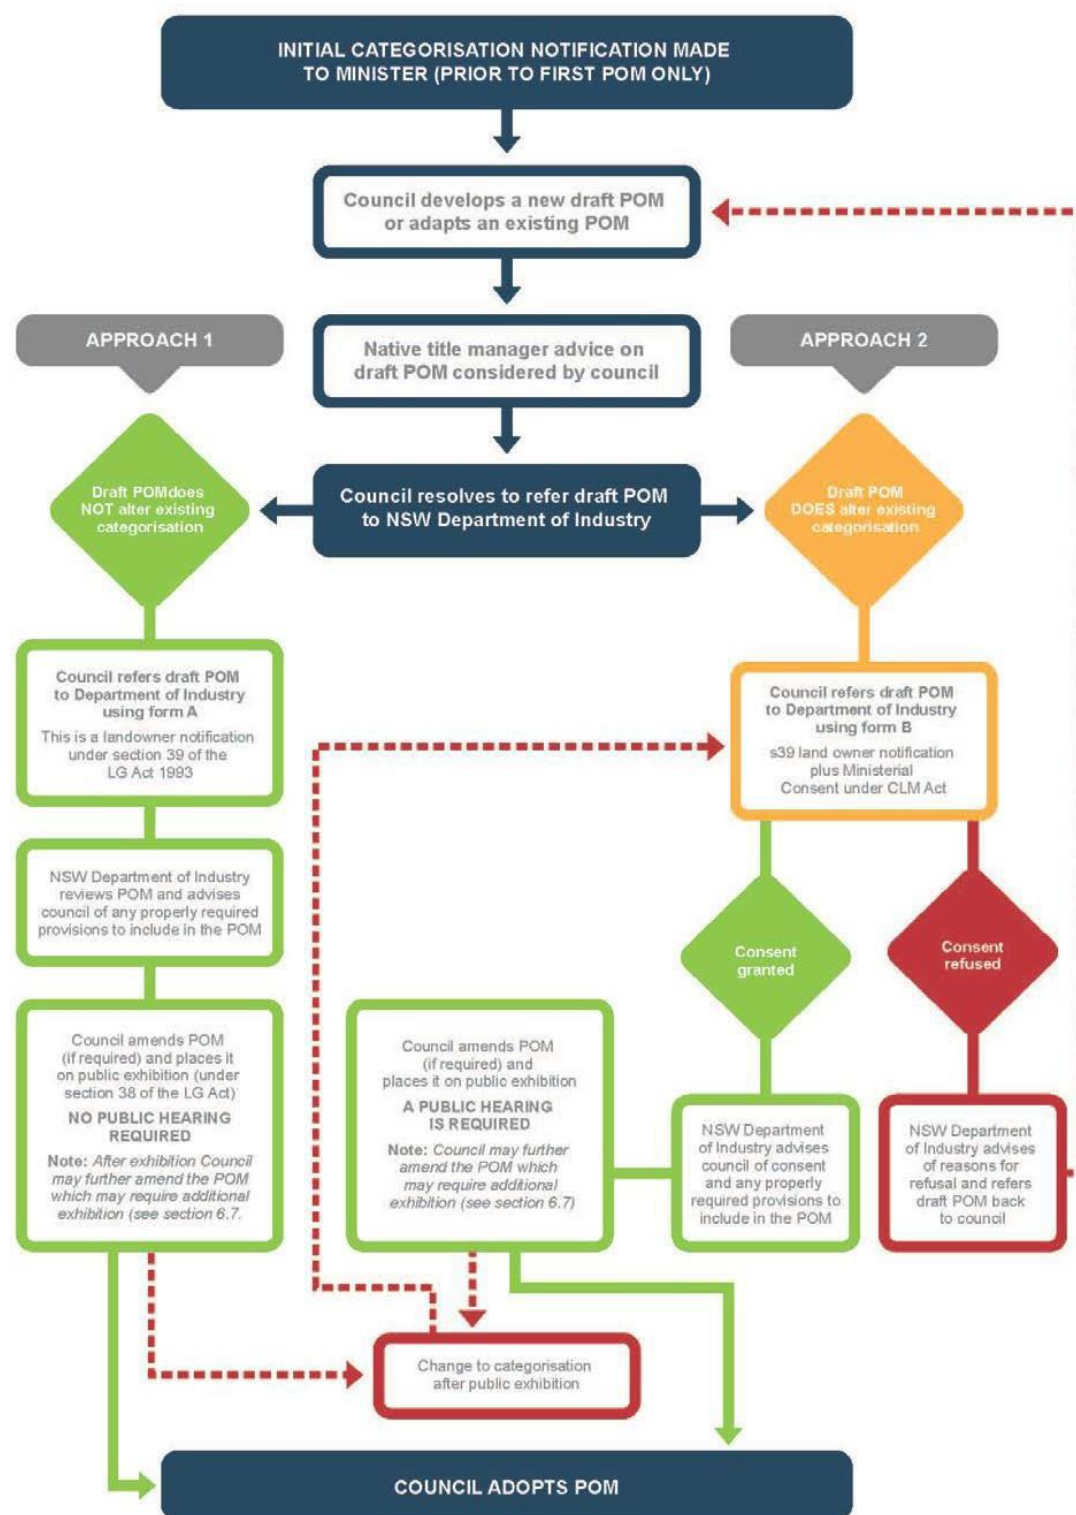 INITIAL CATEGORISATION NOTIFICATION MADE
TO MINISTER (PRIOR TO FIRST POM ONLY)
Council develops a new draft POM
or adapts an existing POM
APPROACH 1
Native title manager advice on
draft POM considered by council
APPROACH 2
Draft POMdoes
NOT alter existing
categorisation
Council resolves to refer draft POM
to NSW Department of Industry
Draft POM
DOES alter existing
categorisation
Council refers draft POM
to Department of Industry
using form A
This is a landowner notification
under section 39 of the
LG Act 1993
Council refers draft POM
to Department of Industry
using form B
s39 land owner notification
plus Ministerial
Consent under CLM Act
NSW Department of Industry
reviews POM and advises
council of any properly required
provisions to include in the POM
Consent
granted
Consent
refused
Council amends POM
(if required) and places it
on public exhibition (under
section 38 of the LG Act)
NO PUBLIC HEARING
REQUIRED
Note: After exhibition Council
may further amend the POM
which may require additional
exhibition (see section 6.7.
Council amends POM
(if required) and
places it on public exhibition
A PUBLIC HEARING
IS REQUIRED
Note: Council may further
amend the POM which
may require additional
exhibition (see section 6.7)
NSW Department
of Industry advises
council of consent
and any properly
required provisions to
include in the POM
NSW Department
of Industry advises
of reasons for
refusal and refers
draft POM back
to council
Change to categorisation
after public exhibition
COUNCIL ADOPTS POM